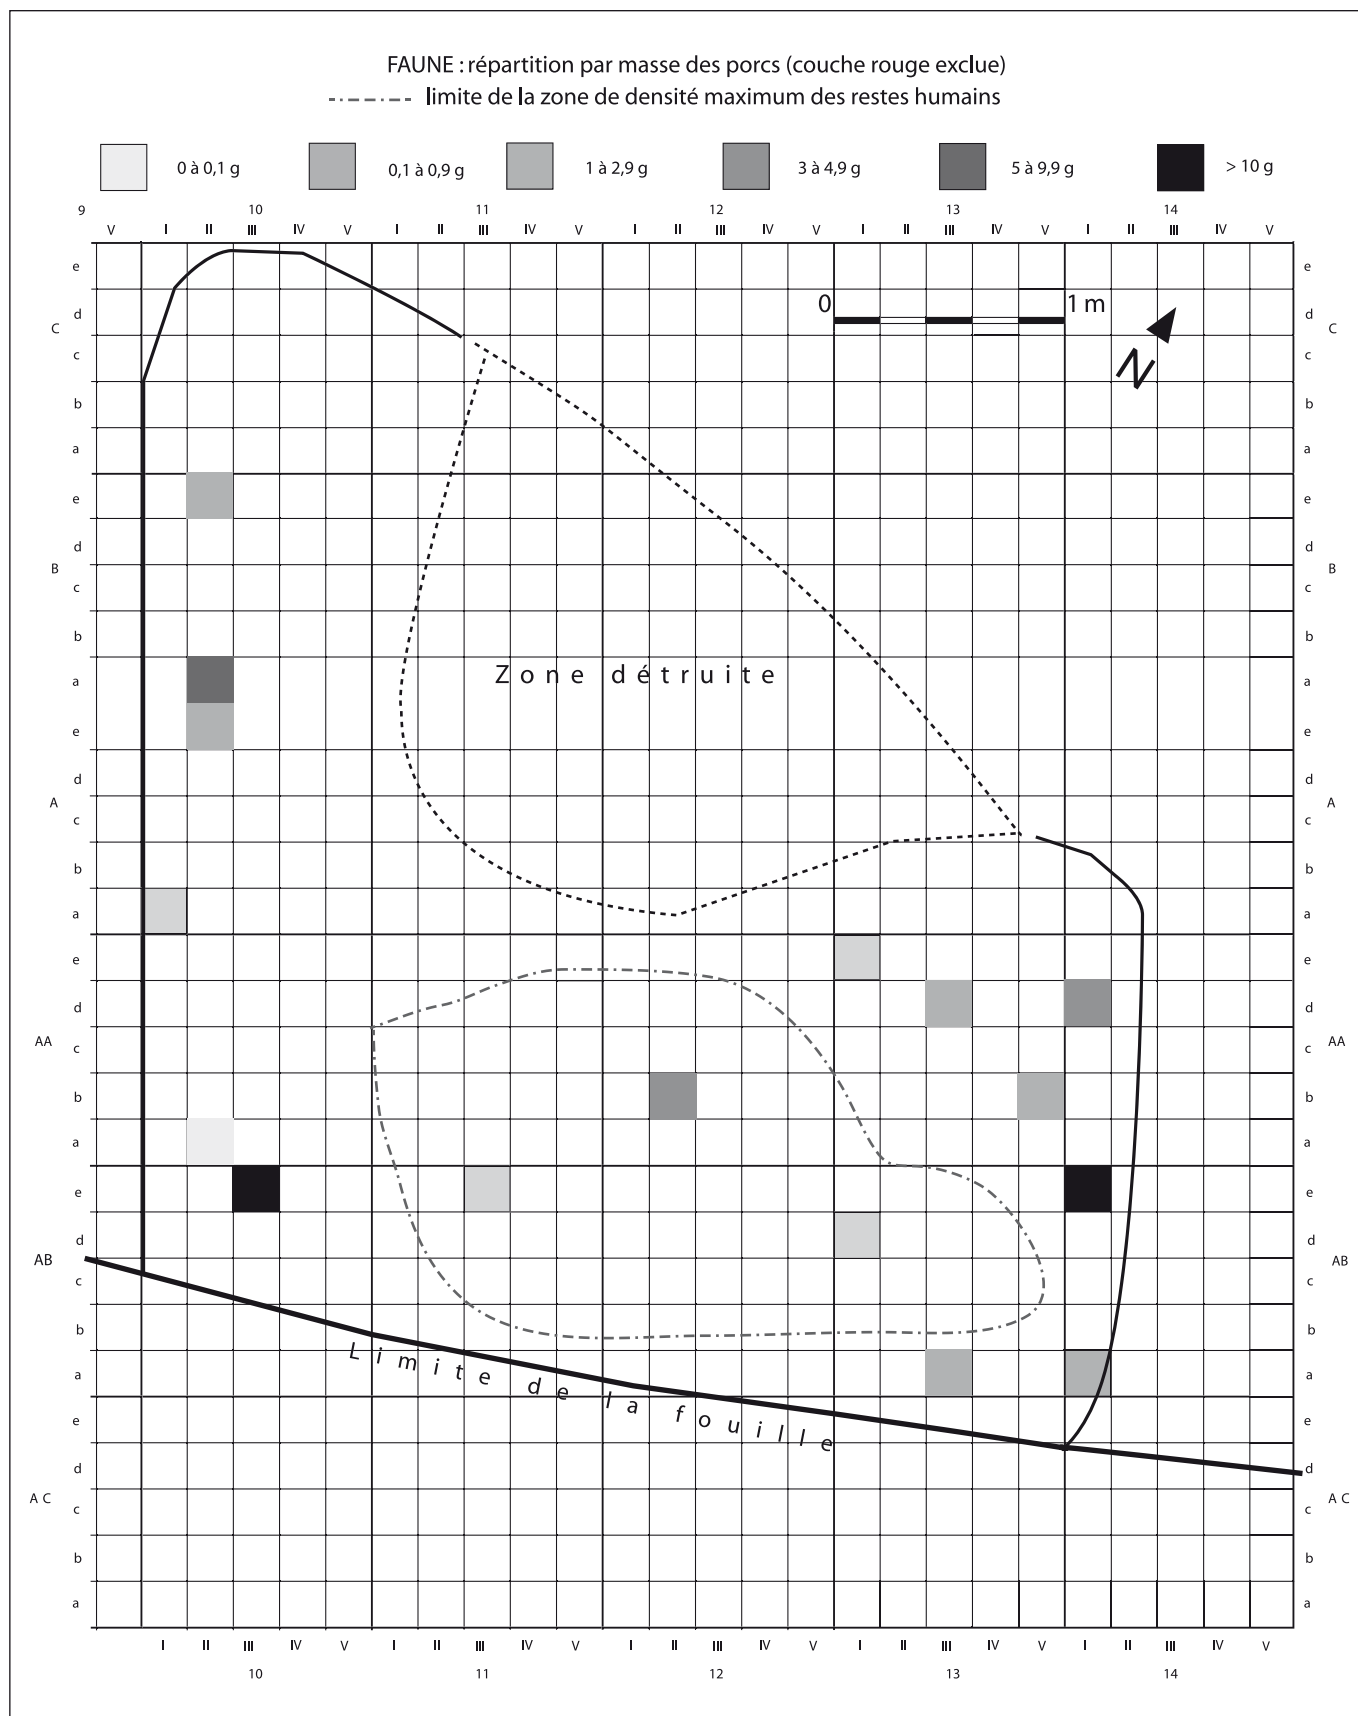 FAUNE : répartition par masse des porcs (couche rouge exclue)
limite de la zone de densité maximum des restes humains
0 à 0,1 g 0,1 à 0,9 g 1 à 2,9 g 3 à 4,9 g 5 à 9,9 g > 10 g
9 10 11 12 13 14
V I II III IV V I II III IV V I II III IV V I II III IV V I II III IV V
e e
d 0 1 m d
C C
c N c
b b
a a
e e
d d
B B
c c
b b
a Zone détruite a
e e
d d
A A
c c
b b
a a
e e
d d
AA AA
c c
b b
a a
e e
d d
AB AB
c c
b b
Limite de la fouille
a a
e e
d d
A C A C
c c
b b
a a
I II III IV V I II III IV V I II III IV V I II III IV V I II III IV V
10 11 12 13 14